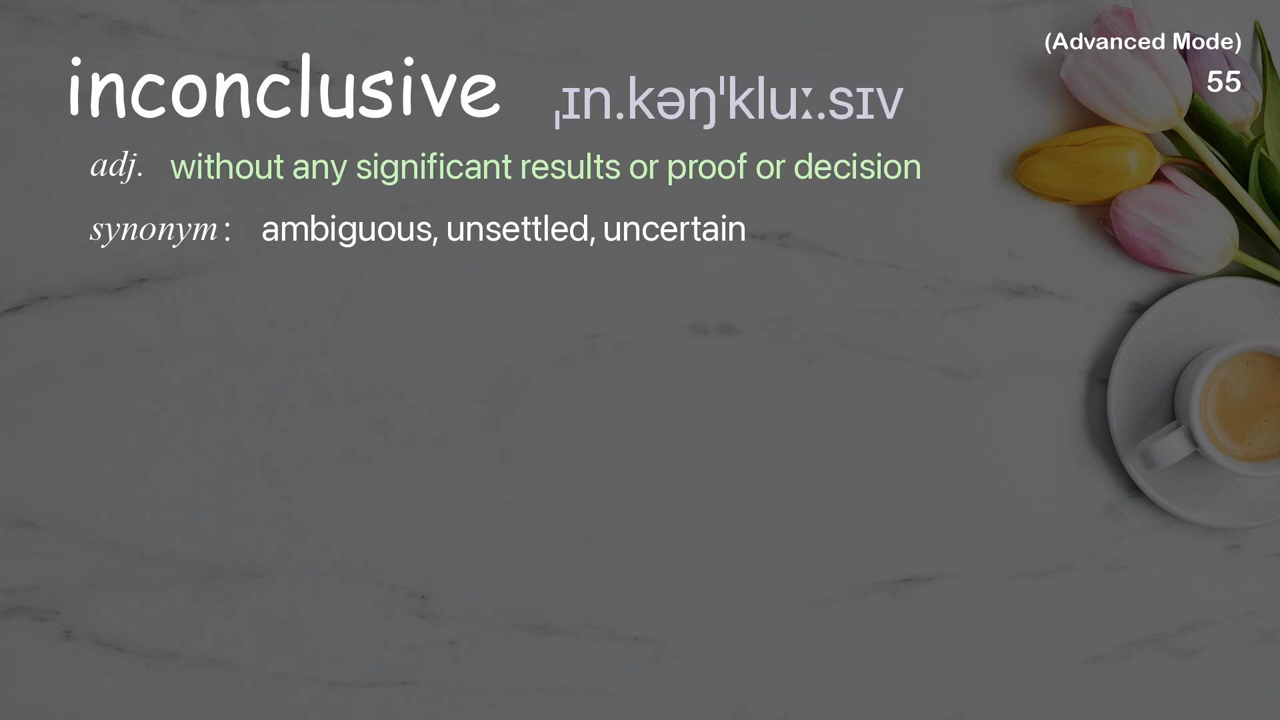 (Advanced Mode)
55
inconclusive ˌɪn.kəŋˈkluː.sɪv
adj. without any significant results or proof or decision
synonym: ambiguous, unsettled, uncertain